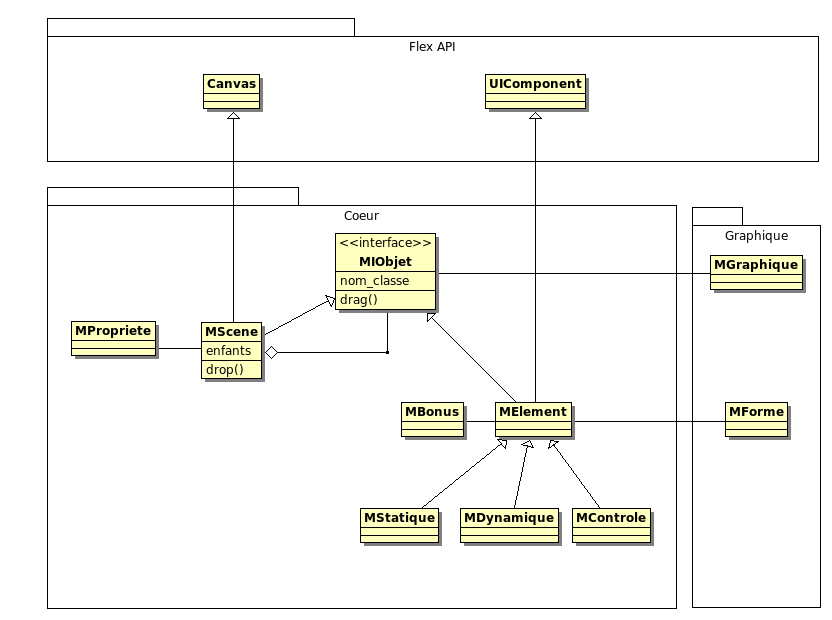 Flex API
Canvas
UIComponent
Coeur
Graphique
<<interface>>
MIObjet
nom_classe
drag()
MGraphique
MPropriete
MScene
enfants
drop()
MBonus
MElement
MForme
MStatique
MDynamique
MControle